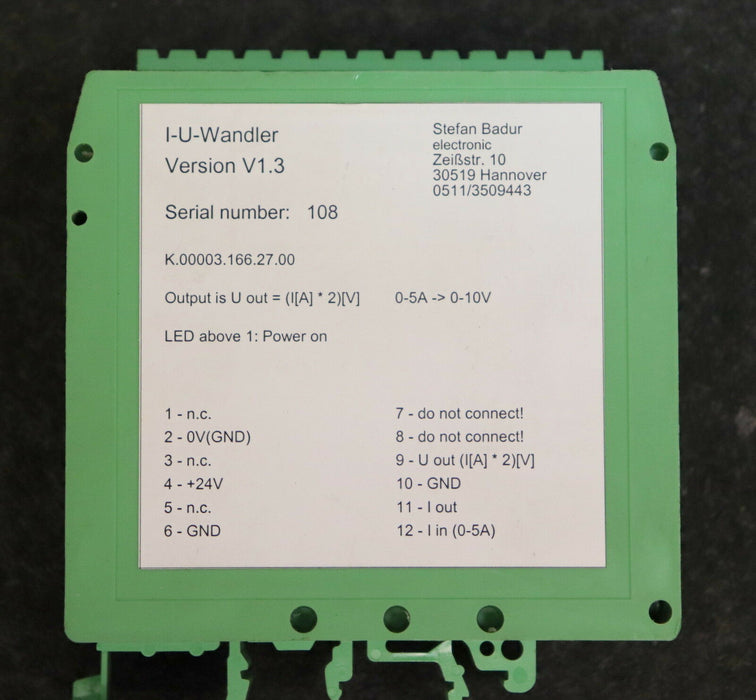 I-U-Wandler
Version V1.3
Serial number: 108
Stefan Badur
electronic
Zeißstr. 10
30519 Hannover
0511/3509443
K.00003.166.27.00
Output is U out = (I[A] * 2)[V] 0-5A -> 0-10V
LED above 1: Power on
1 - n.c.
2 - 0V(GND)
3 - n.c.
4 - +24V
5 - n.c.
6 - GND
7 - do not connect!
8 - do not connect!
9 - U out (I[A] * 2)[V]
10 - GND
11 - I out
12 - I in (0-5A)